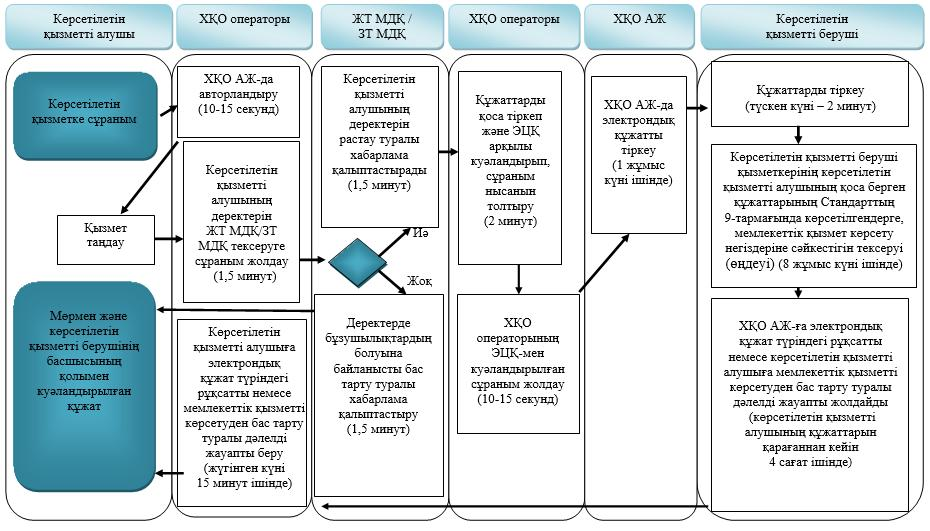 Көрсетілетін
қызметті алушы
ХҚО операторы
ЖТ МДҚ /
ЗТ МДҚ
ХҚО операторы
ХҚО АЖ
Көрсетілетін
қызметті беруші
Көрсетілетін
қызметке сұраным
Қызмет
таңдау
Мөрмен және
көрсетілетін
қызметті берушінің
басшысының
қолымен
куәландырылған
құжат
ХҚО АЖ-да
авторландыру
(10-15 секунд)
Көрсетілетін
қызметті
алушының
деректерін
ЖТ МДҚ/ЗТ
МДҚ тексеруге
сұраным жолдау
(1,5 минут)
Көрсетілетін
қызметті алушыға
электрондық
құжат түріндегі
рұқсатты немесе
мемлекеттік қызметті
көрсетуден бас тарту
туралы дәлелді
жауапты беру
(жүгінген күні
15 минут ішінде)
Көрсетілетін
қызметті
алушының
деректерін
растау туралы
хабарлама
қалыптастырады
(1,5 минут)
Иә
Жоқ
Деректерде
бұзушылықтардың
болуына
байланысты бас
тарту туралы
хабарлама
қалыптастыру
(1,5 минут)
Құжаттарды
қоса тіркеп
және ЭЦҚ
арқылы
куәландырып,
сұраным
нысанын
толтыру
(2 минут)
ХҚО
операторының
ЭЦҚ-мен
куәландырылған
сұраным жолдау
(10-15 секунд)
ХҚО АЖ-да
электрондық
құжатты
тіркеу
(1 жұмыс
күні ішінде)
Құжаттарды тіркеу
(түскен күні – 2 минут)
Көрсетілетін қызметті беруші
қызметкерінің көрсетілетін
қызметті алушының қоса берген
құжаттарының Стандарттың
9-тармағында көрсетілгендерге,
мемлекеттік қызмет көрсету
негіздеріне сәйкестігін тексеруі
(өңдеуі) (8 жұмыс күні ішінде)
ХҚО АЖ-ға электрондық
құжат түріндегі рұқсатты
немесе көрсетілетін қызметті
алушыға мемлекеттік қызметті
көрсетуден бас тарту туралы
дәлелді жауапты жолдайды
(көрсетілетін қызметті
алушының құжаттарын
қарағаннан кейін
4 сағат ішінде)